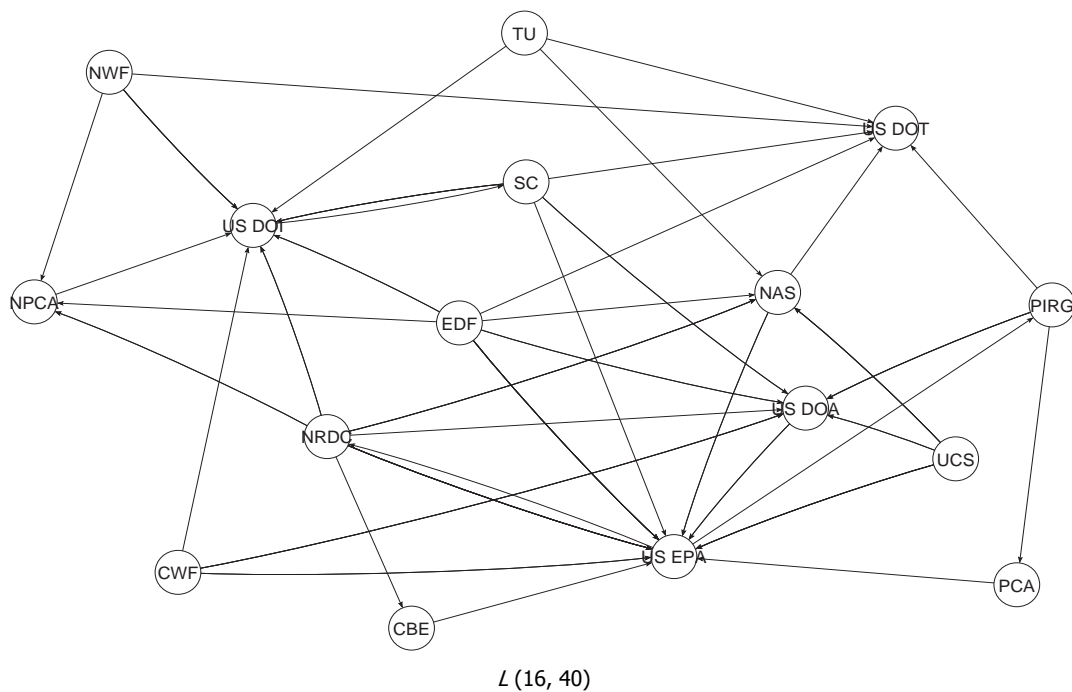 TU
NWF
US DOT
SC
US DOI
NAS
NPCA
PIRG
EDF
US DOA
NRDC
UCS
US EPA
CWF
PCA
CBE
L (16, 40)